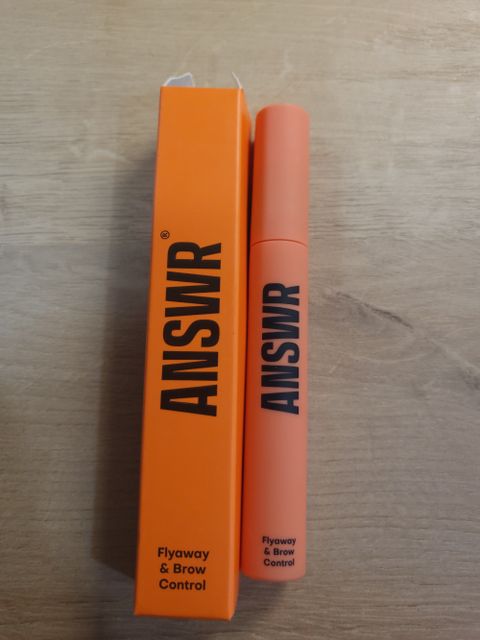 ANSWR®
Flyaway
& Brow
Control
ANSWR
Flyaway
& Brow
Control